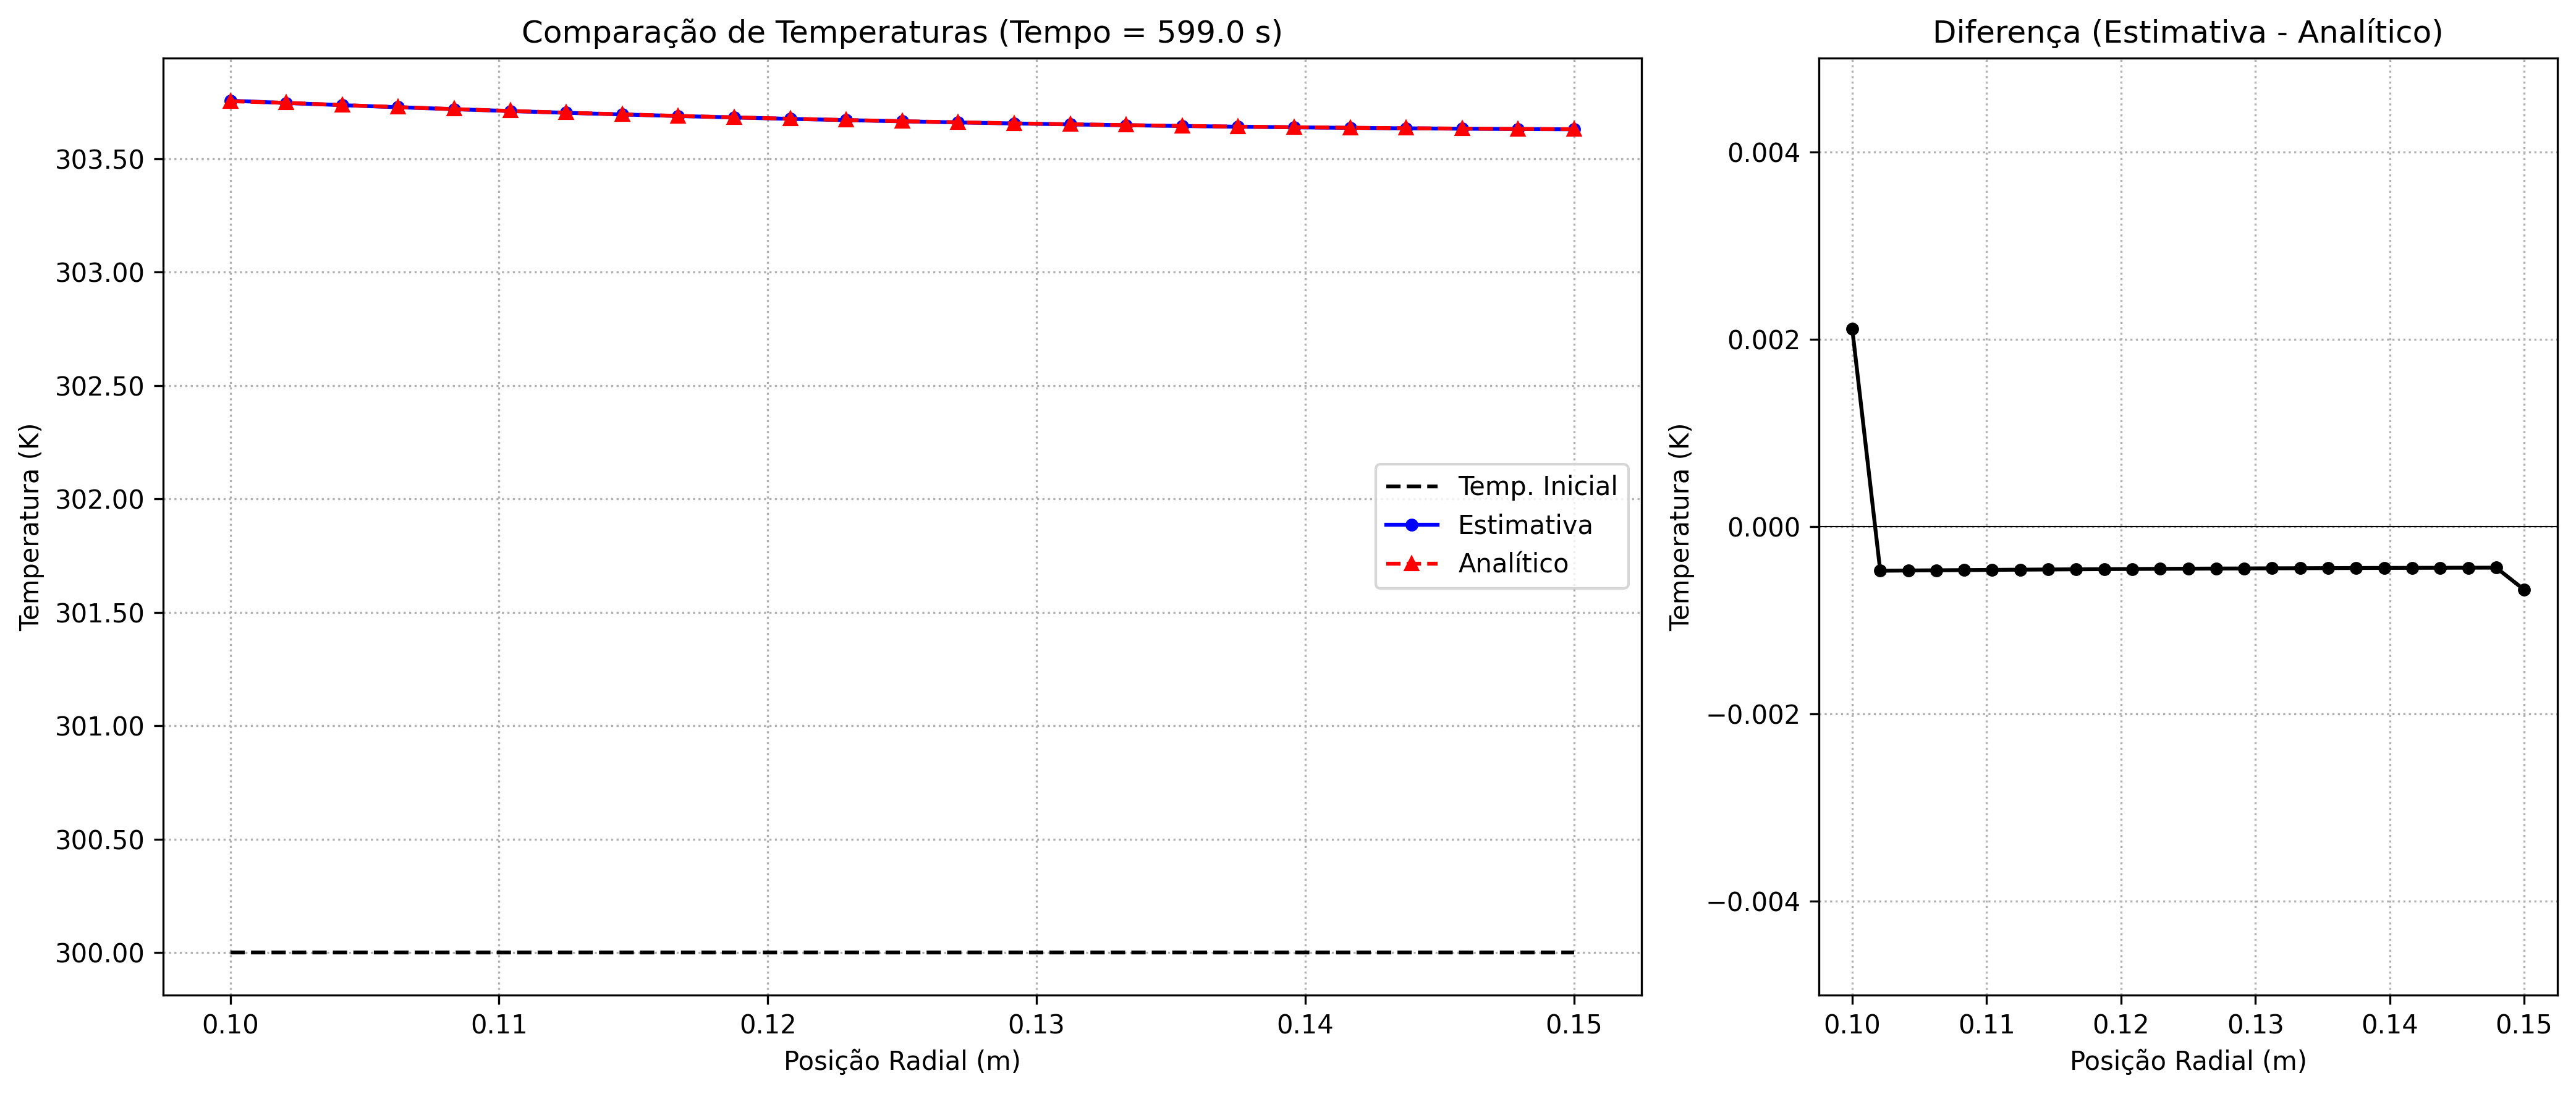 Comparação de Temperaturas (Tempo = 599.0 s)
Temperatura (K)
303.50
303.00
302.50
302.00
301.50
301.00
300.50
300.00
Temp. Inicial
Estimativa
Analítico
0.10 0.11 0.12 0.13 0.14 0.15
Posição Radial (m)
Diferença (Estimativa - Analítico)
Temperatura (K)
0.004
0.002
0.000
−0.002
−0.004
0.10 0.11 0.12 0.13 0.14 0.15
Posição Radial (m)